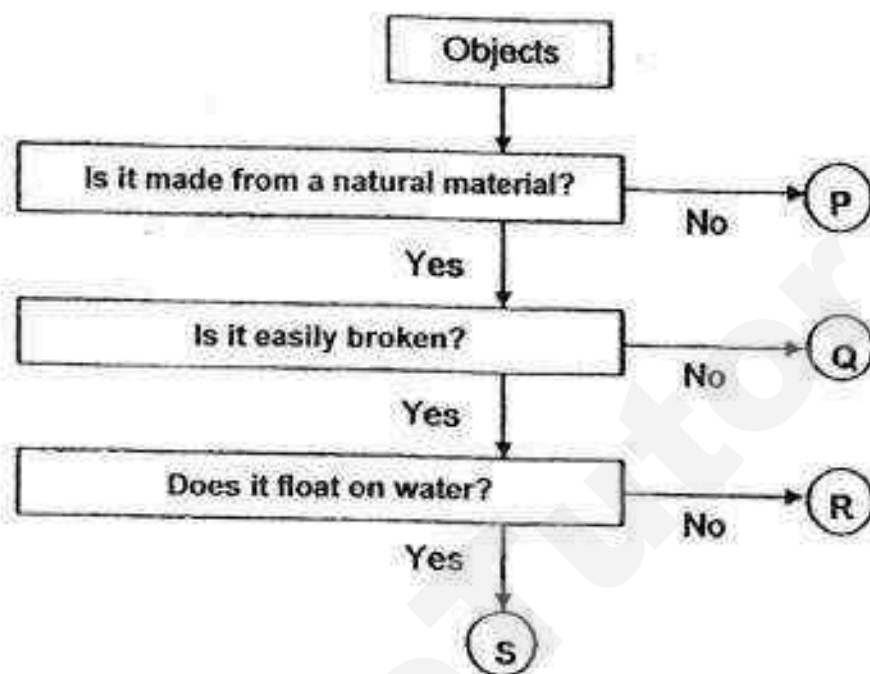 Objects
Is it made from a natural material?
No
P
Yes
Is it easily broken?
No
Q
Yes
Does it float on water?
No
R
Yes
S
Tutor